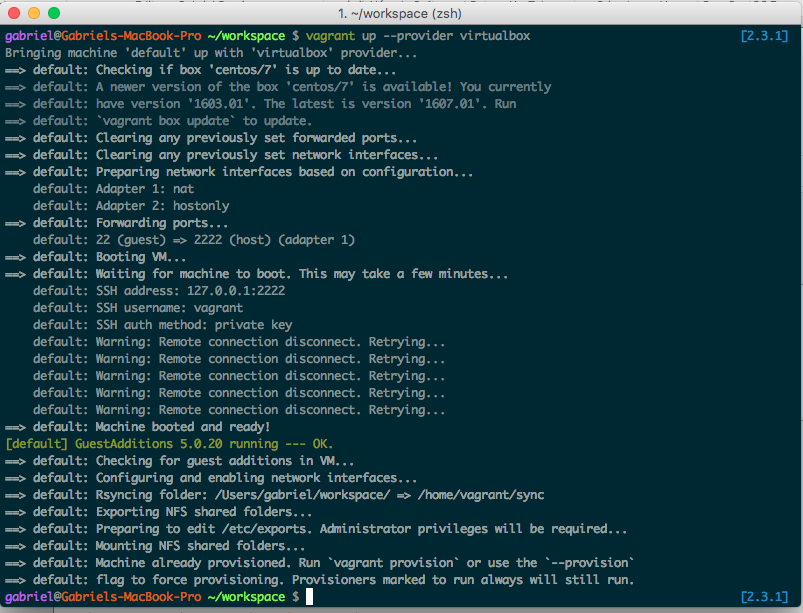 1. ~/workspace (zsh)
gabriel@Gabriels-MacBook-Pro ~/workspace $ vagrant up --provider virtualbox [2.3.1]
Bringing machine 'default' up with 'virtualbox' provider...
==> default: Checking if box 'centos/7' is up to date...
==> default: A newer version of the box 'centos/7' is available! You currently
==> default: have version '1603.01'. The latest is version '1607.01'. Run
==> default: `vagrant box update` to update.
==> default: Clearing any previously set forwarded ports...
==> default: Clearing any previously set network interfaces...
==> default: Preparing network interfaces based on configuration...
    default: Adapter 1: nat
    default: Adapter 2: hostonly
==> default: Forwarding ports...
    default: 22 (guest) => 2222 (host) (adapter 1)
==> default: Booting VM...
==> default: Waiting for machine to boot. This may take a few minutes...
    default: SSH address: 127.0.0.1:2222
    default: SSH username: vagrant
    default: SSH auth method: private key
    default: Warning: Remote connection disconnect. Retrying...
    default: Warning: Remote connection disconnect. Retrying...
    default: Warning: Remote connection disconnect. Retrying...
    default: Warning: Remote connection disconnect. Retrying...
    default: Warning: Remote connection disconnect. Retrying...
==> default: Machine booted and ready!
[default] GuestAdditions 5.0.20 running --- OK.
==> default: Checking for guest additions in VM...
==> default: Configuring and enabling network interfaces...
==> default: Rsyncing folder: /Users/gabriel/workspace/ => /home/vagrant/sync
==> default: Exporting NFS shared folders...
==> default: Preparing to edit /etc/exports. Administrator privileges will be required...
==> default: Mounting NFS shared folders...
==> default: Machine already provisioned. Run `vagrant provision` or use the `--provision`
==> default: flag to force provisioning. Provisioners marked to run always will still run.
gabriel@Gabriels-MacBook-Pro ~/workspace $ [2.3.1]